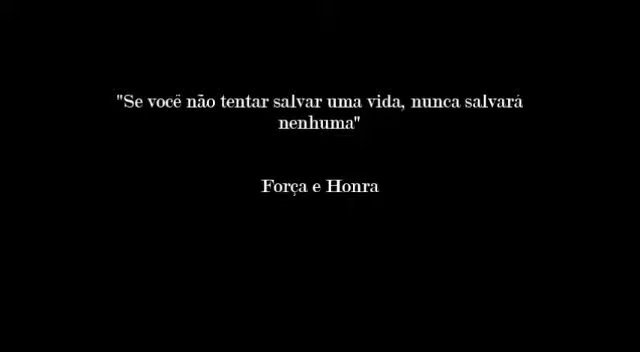 "Se você não tentar salvar uma vida, nunca salvará
nenhuma"
Força e Honra